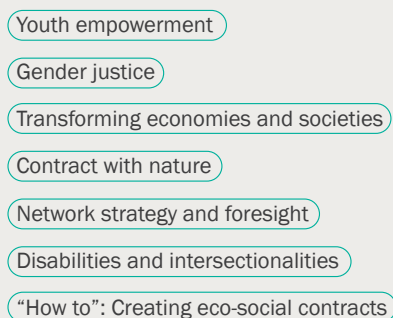 Youth empowerment
Gender justice
Transforming economies and societies
Contract with nature
Network strategy and foresight
Disabilities and intersectionalities
“How to”: Creating eco-social contracts